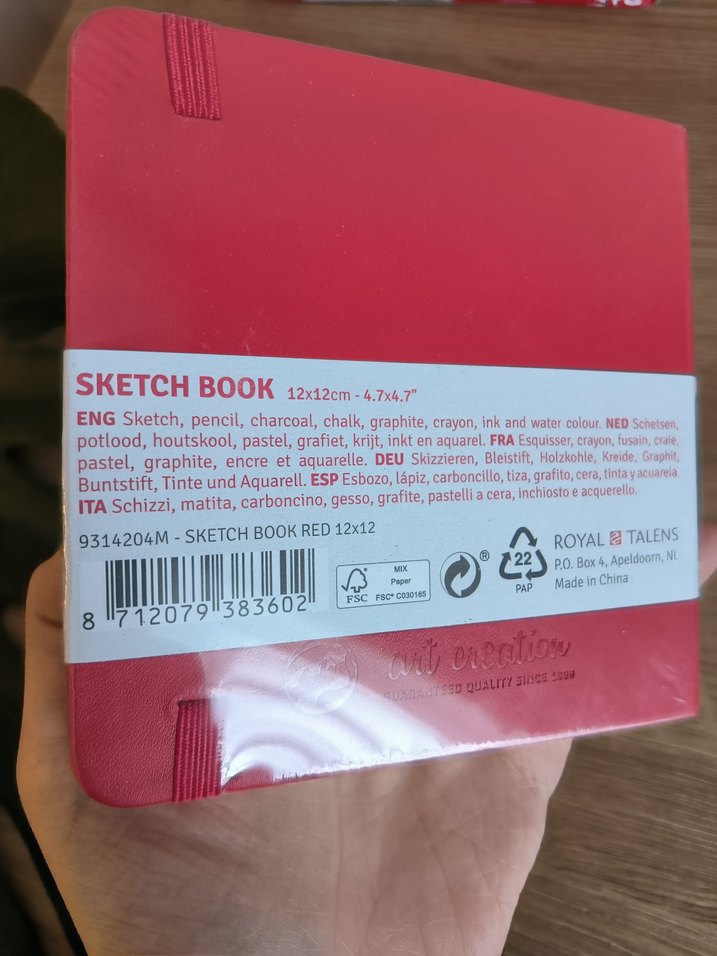 SKETCH BOOK 12x12cm - 4.7x4.7”
ENG Sketch, pencil, charcoal, chalk, graphite, crayon, ink and water colour. NED Schetsen,
potlood, houtskool, pastel, grafiet, krijt, inkt en aquarel. FRA Esquisser, crayon, fusain, craie,
pastel, graphite, encre et aquarelle. DEU Skizzieren, Bleistift, Holzkohle, Kreide, Graphit,
Buntstift, Tinte und Aquarell. ESP Esbozo, lápiz, carboncillo, tiza, grafito, cera, tinta y acuarela.
ITA Schizzi, matita, carboncino, gesso, grafite, pastelli a cera, inchiosto e acquerello.
9314204M - SKETCH BOOK RED 12x12
8 712079 383602
FSC
MIX
Paper
FSC® C030185
®
22
PAP
ROYAL TALENS
P.O. Box 4, Apeldoorn, NL
Made in China
art creation
GUARANTEED QUALITY SINCE 1899